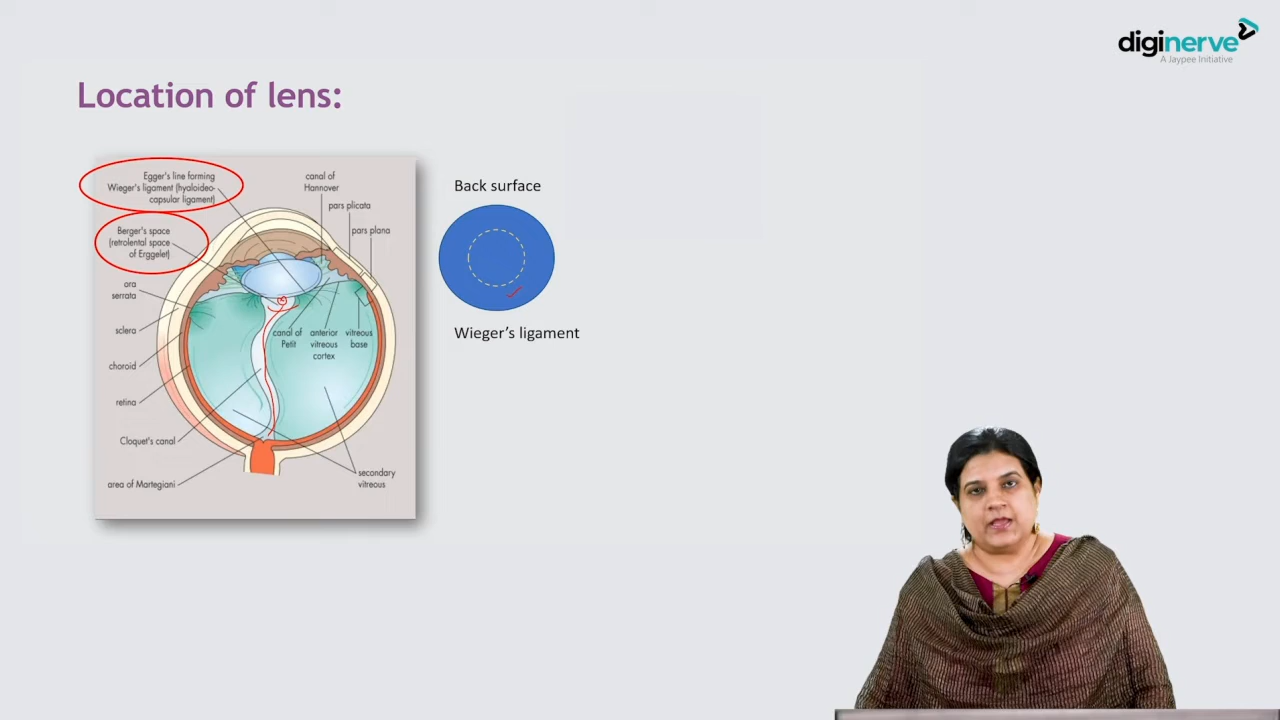 diginerve
A Jaypee Initiative
Location of lens:
Egger's line forming
Wieger's ligament (hyaloideo-
capsular ligament)
canal of
Hannover
pars plicata
pars plana
Berger's space
(retrolental space
of Erggelet)
ora
serrata
sclera
choroid
retina
Cloquet's canal
area of Martegiani
canal of
Petit
anterior
vitreous
cortex
vitreous
base
secondary
vitreous
Back surface
Wieger's ligament